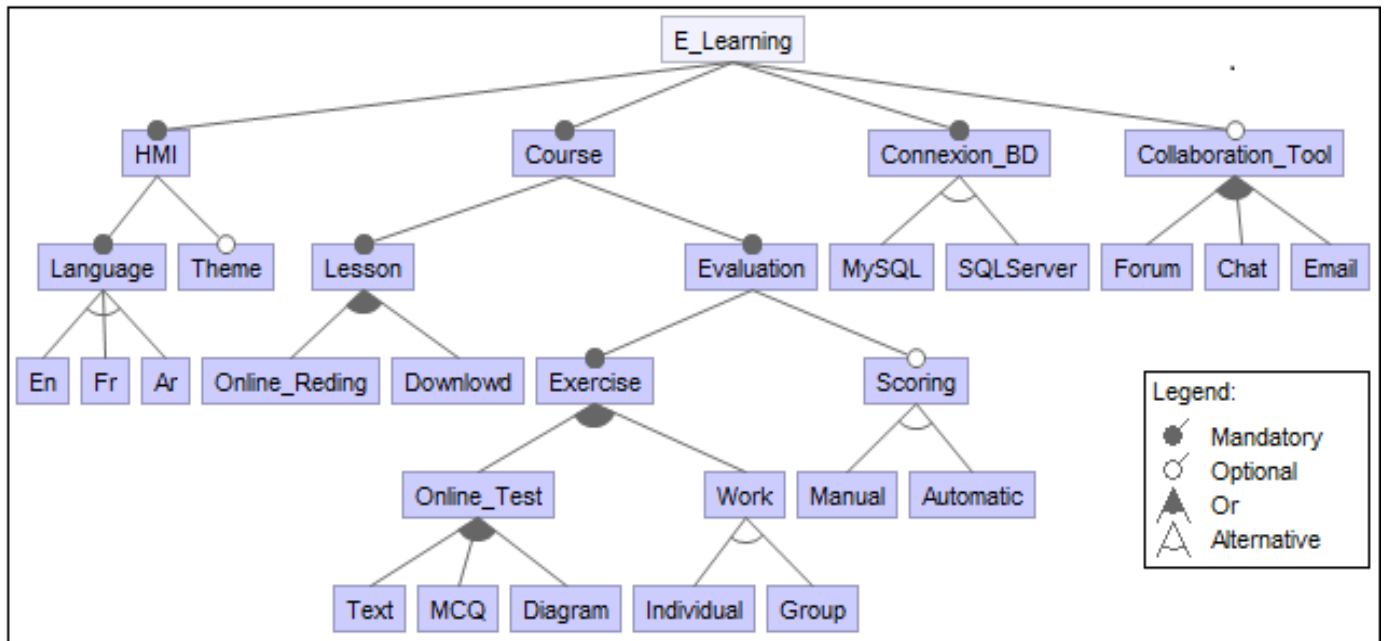 E_Learning
HMI
Course
Connexion_BD
Collaboration_Tool
Language
Theme
Lesson
Evaluation
MySQL
SQLServer
Forum
Chat
Email
En
Fr
Ar
Online_Reding
Downlowd
Exercise
Scoring
Legend:
Mandatory
Optional
Or
Alternative
Online_Test
Work
Manual
Automatic
Text
MCQ
Diagram
Individual
Group